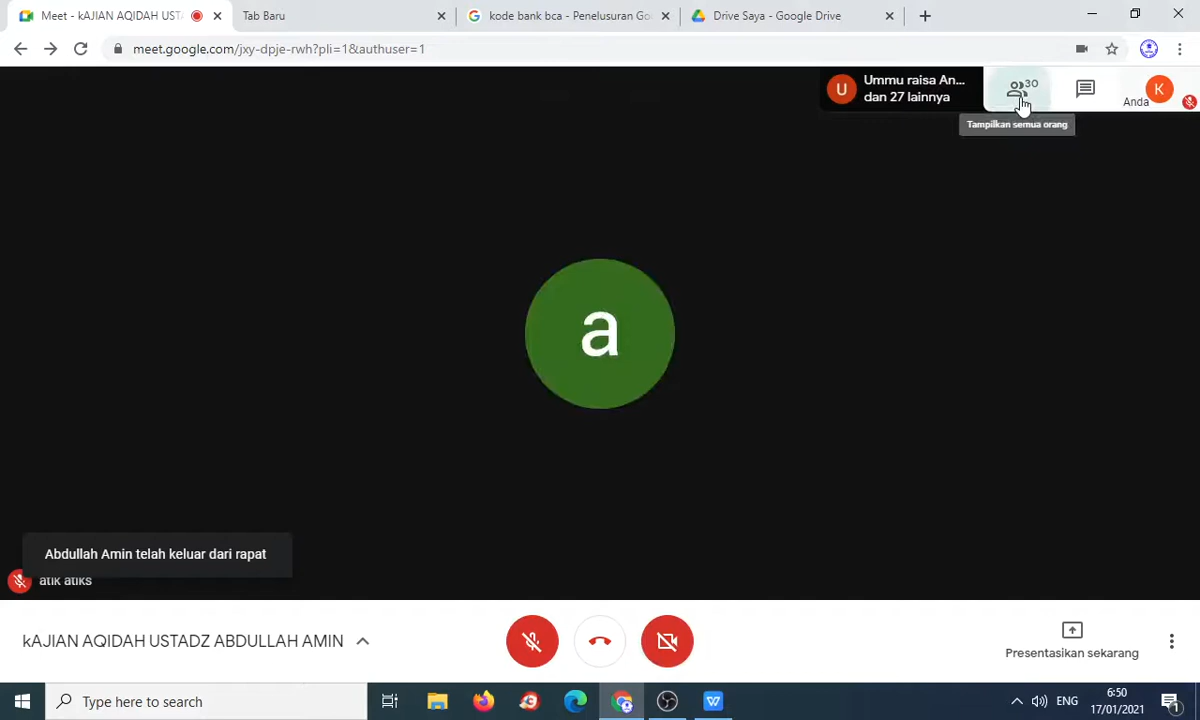 Meet - kAJIAN AQIDAH UST
Tab Baru
kode bank bca - Penelusuran Go
Drive Saya - Google Drive
meet.google.com/jxy-dpje-rwh?pli=1&authuser=1
U
Ummu raisa An...
dan 27 lainnya
30
Anda
K
Tampilkan semua orang
a
Abdullah Amin telah keluar dari rapat
atik atiks
kAJIAN AQIDAH USTADZ ABDULLAH AMIN
Presentasikan sekarang
Type here to search
W
ENG
6:50
17/01/2021
1